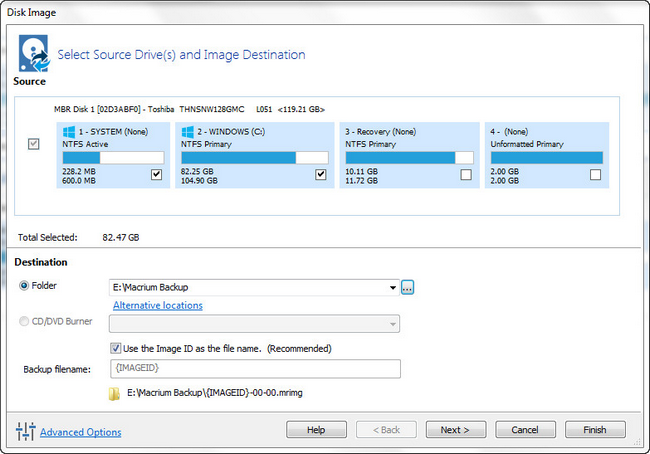 Disk Image
Select Source Drive(s) and Image Destination
Source
MBR Disk 1 [02D3ABF0] - Toshiba THNSNW128GMC L051 <119.21 GB>
1 - SYSTEM (None)
NTFS Active
228.2 MB
600.0 MB
2 - WINDOWS (C:)
NTFS Primary
82.25 GB
104.90 GB
3 - Recovery (None)
NTFS Primary
10.11 GB
11.72 GB
4 - (None)
Unformatted Primary
2.00 GB
2.00 GB
Total Selected: 82.47 GB
Destination
Folder E:\Macrium Backup ...
Alternative locations
CD/DVD Burner
Use the Image ID as the file name. (Recommended)
Backup filename: {IMAGEID}
E:\Macrium Backup\{IMAGEID}-00-00.mrimg
Advanced Options Help < Back Next > Cancel Finish